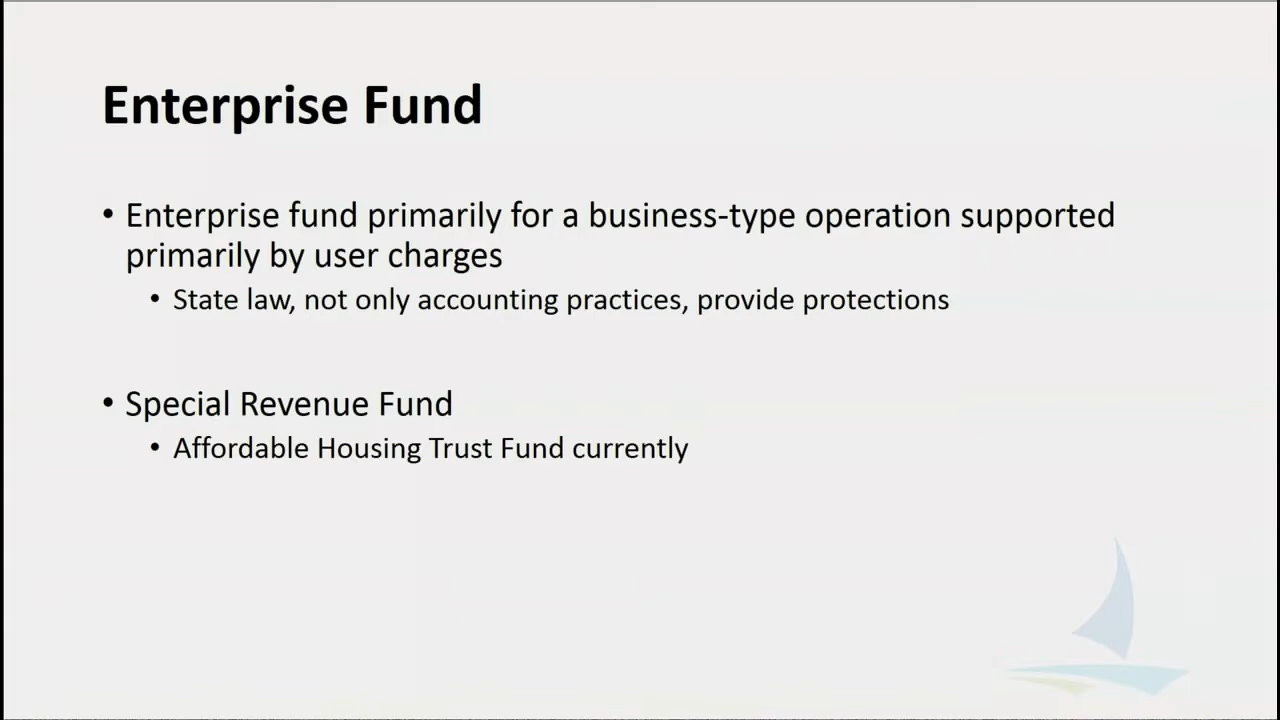 Enterprise Fund
• Enterprise fund primarily for a business-type operation supported
primarily by user charges
• State law, not only accounting practices, provide protections
• Special Revenue Fund
• Affordable Housing Trust Fund currently